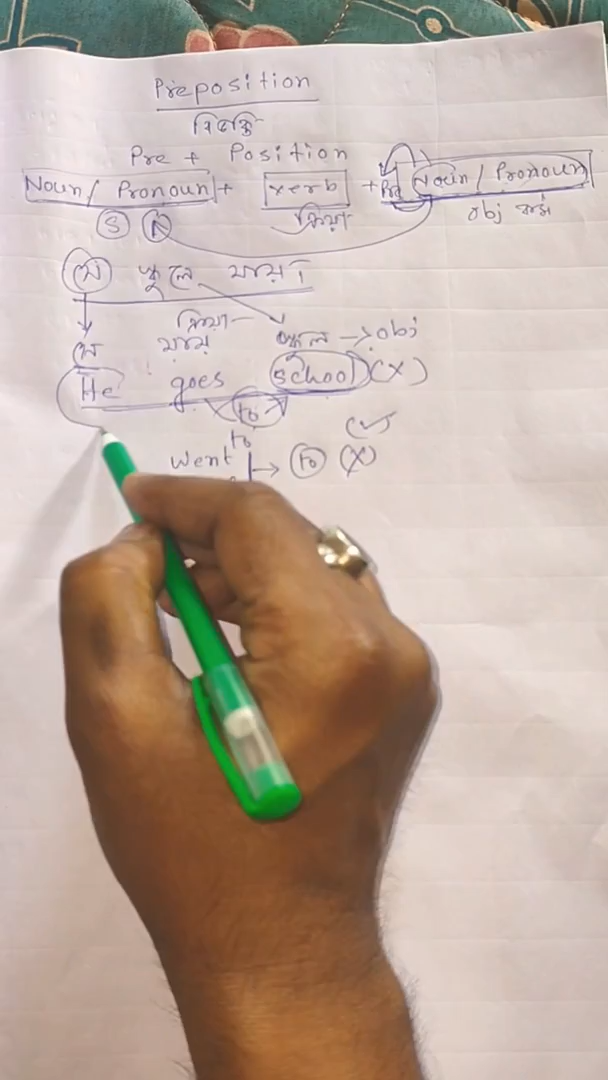 Preposition
বিভক্তি
Pre + Position
Noun / Pronoun + verb + Pre Noun / Pronoun
S N ক্রিয়া obj কর্ম
সে স্কুলে যায়।
ক্রিয়া
সে যায় স্কুল → obj
He goes School (X)
to
to (✓)
Went → to (X)